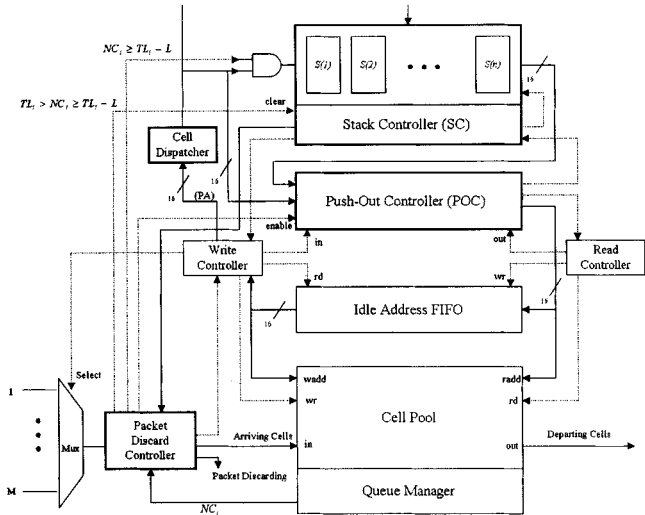 NC_i ≥ TL_i - L
S(1)
S(2)
S(n)
16
TL_i > NC_i ≥ TL_i - L
clear
Stack Controller (SC)
Cell
Dispatcher
16
16
(PA)
Push-Out Controller (POC)
enable
in
out
Write
Controller
Read
Controller
rd
wr
Idle Address FIFO
16
16
Select
wadd
radd
wr
rd
1
Cell Pool
Packet
Discard
Controller
Arriving Cells
in
out
Departing Cells
Mux
Packet Discarding
M
NC_i
Queue Manager